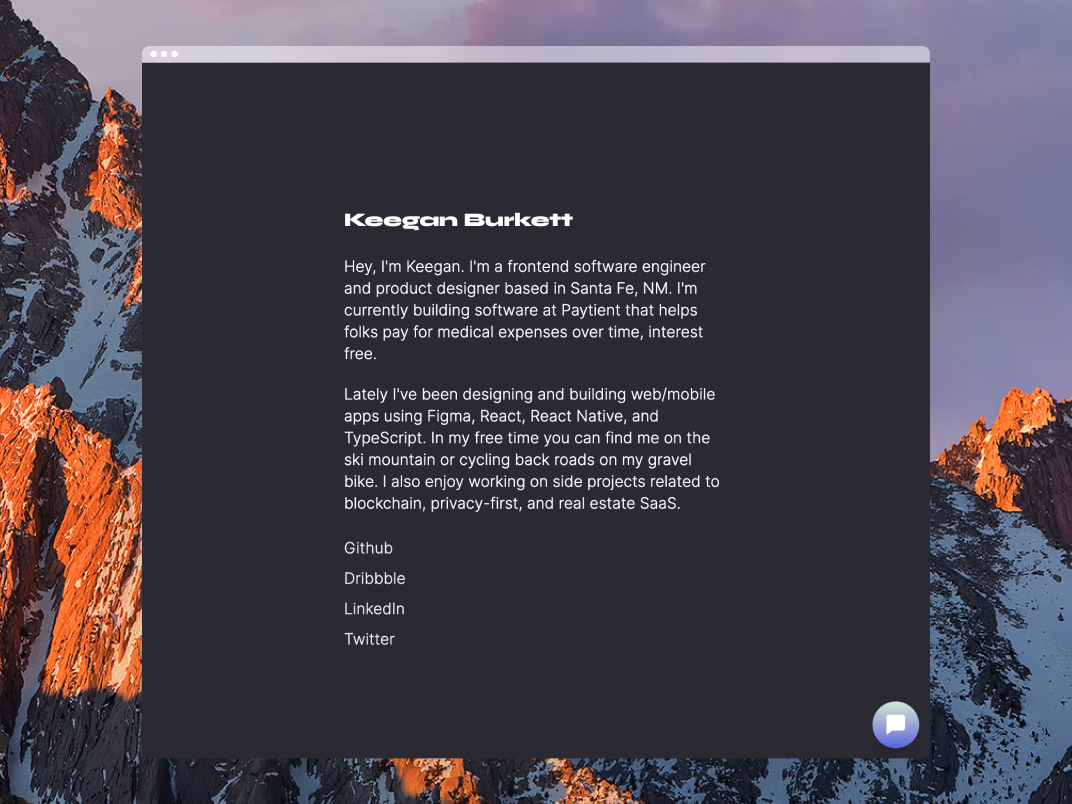 Keegan Burkett
Hey, I'm Keegan. I'm a frontend software engineer
and product designer based in Santa Fe, NM. I'm
currently building software at Paytient that helps
folks pay for medical expenses over time, interest
free.
Lately I've been designing and building web/mobile
apps using Figma, React, React Native, and
TypeScript. In my free time you can find me on the
ski mountain or cycling back roads on my gravel
bike. I also enjoy working on side projects related to
blockchain, privacy-first, and real estate SaaS.
Github
Dribbble
LinkedIn
Twitter